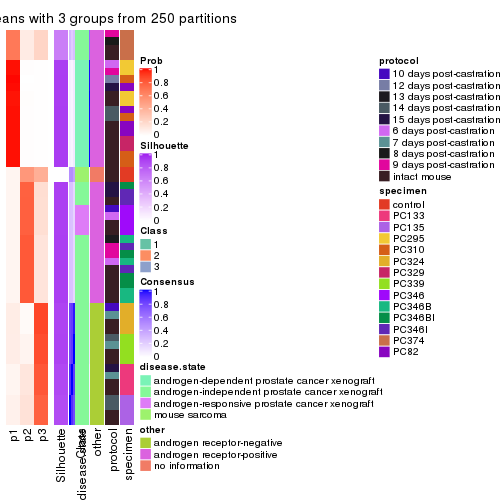 eans with 3 groups from 250 partitions
Prob
1
0.8
0.6
0.4
0.2
0
Silhouette
1
0.8
0.6
0.4
0.2
0
Class
1
2
3
Consensus
1
0.8
0.6
0.4
0.2
0
disease.state
androgen-dependent prostate cancer xenograft
androgen-independent prostate cancer xenograft
androgen-responsive prostate cancer xenograft
mouse sarcoma
other
androgen receptor-negative
androgen receptor-positive
no information
protocol
10 days post-castration
12 days post-castration
13 days post-castration
14 days post-castration
15 days post-castration
6 days post-castration
7 days post-castration
8 days post-castration
9 days post-castration
intact mouse
specimen
control
PC133
PC135
PC295
PC310
PC324
PC329
PC339
PC346
PC346B
PC346BI
PC346I
PC374
PC82
p1
p2
p3
Silhouette
disease.state
other
protocol
specimen